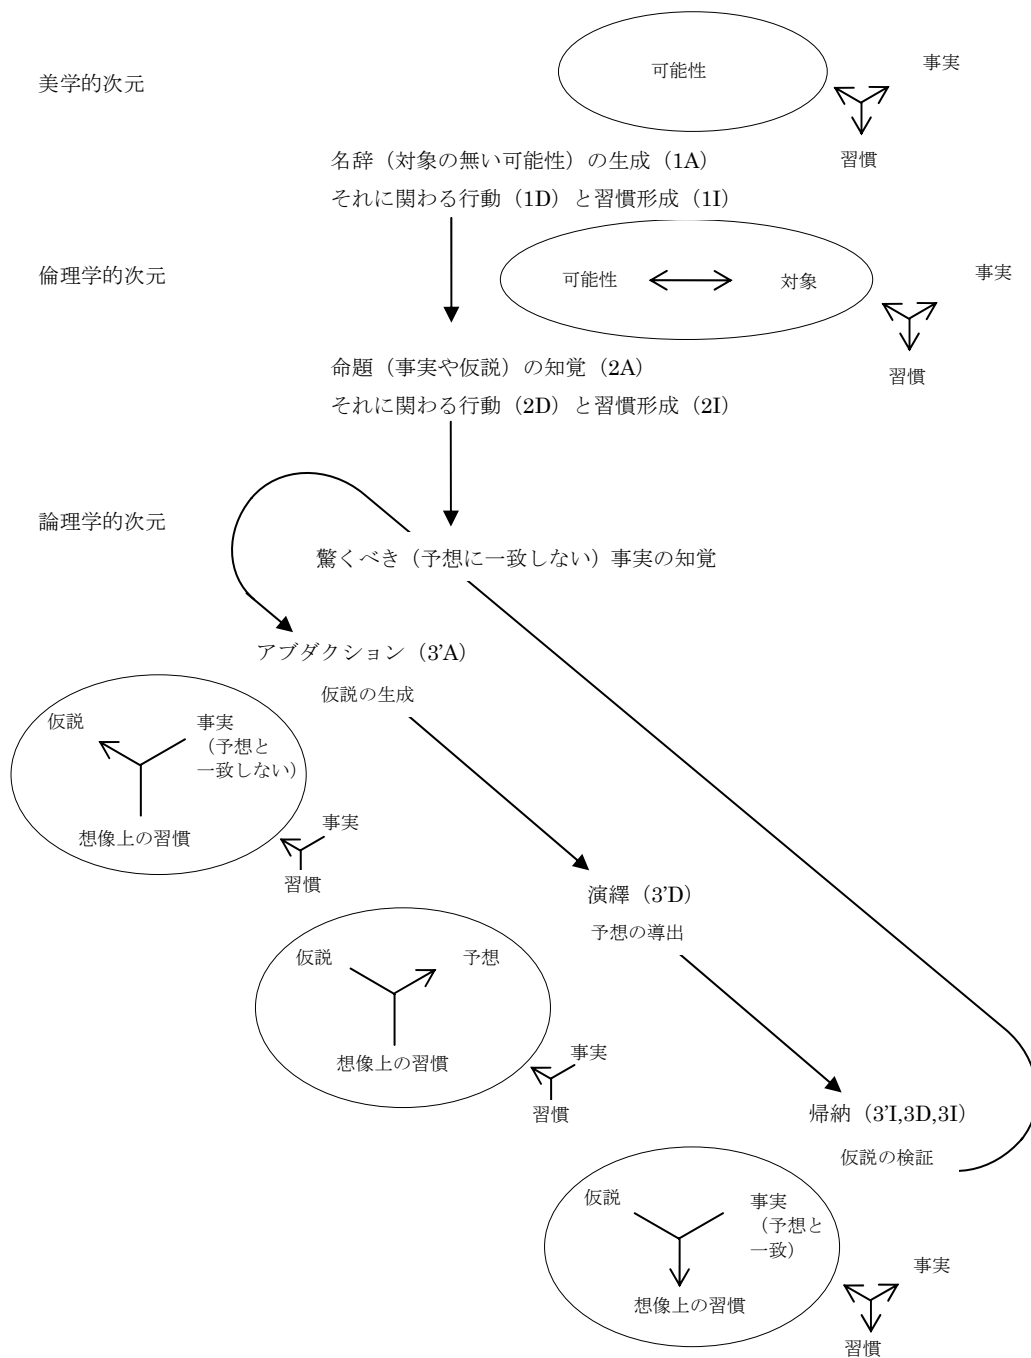 美学的次元
可能性
事実
習慣
名辞（対象の無い可能性）の生成（1A）
それに関わる行動（1D）と習慣形成（1I）
倫理学的次元
可能性
対象
事実
習慣
命題（事実や仮説）の知覚（2A）
それに関わる行動（2D）と習慣形成（2I）
論理学的次元
驚くべき（予想に一致しない）事実の知覚
アブダクション（3'A）
仮説の生成
仮説
事実
（予想と
一致しない）
想像上の習慣
事実
習慣
演繹（3'D）
予想の導出
仮説
予想
想像上の習慣
事実
習慣
帰納（3'I,3D,3I）
仮説の検証
仮説
事実
（予想と
一致）
想像上の習慣
事実
習慣